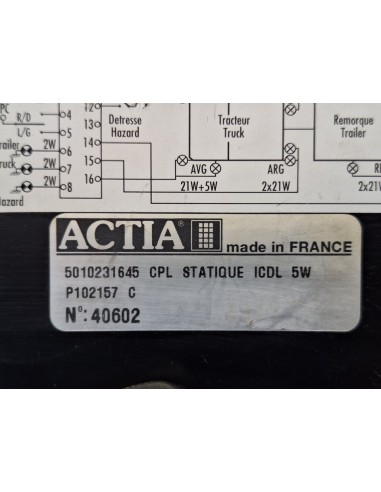 PC
R/D
L/G
railer 2W
ruck 2W
2W
Hazard
4
5
6
7
8
12
13
14
15
16
Detresse
Hazard
Tracteur
Truck
Remorque
Trailer
AVG
21W+5W
ARG
2x21W
2x21W
ACTIA made in FRANCE
5010231645 CPL STATIQUE ICDL 5W
P102157 C
N°: 40602